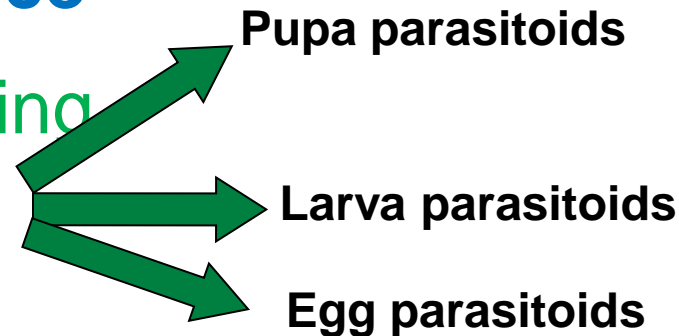 Pupa parasitoids
ing
Larva parasitoids
Egg parasitoids